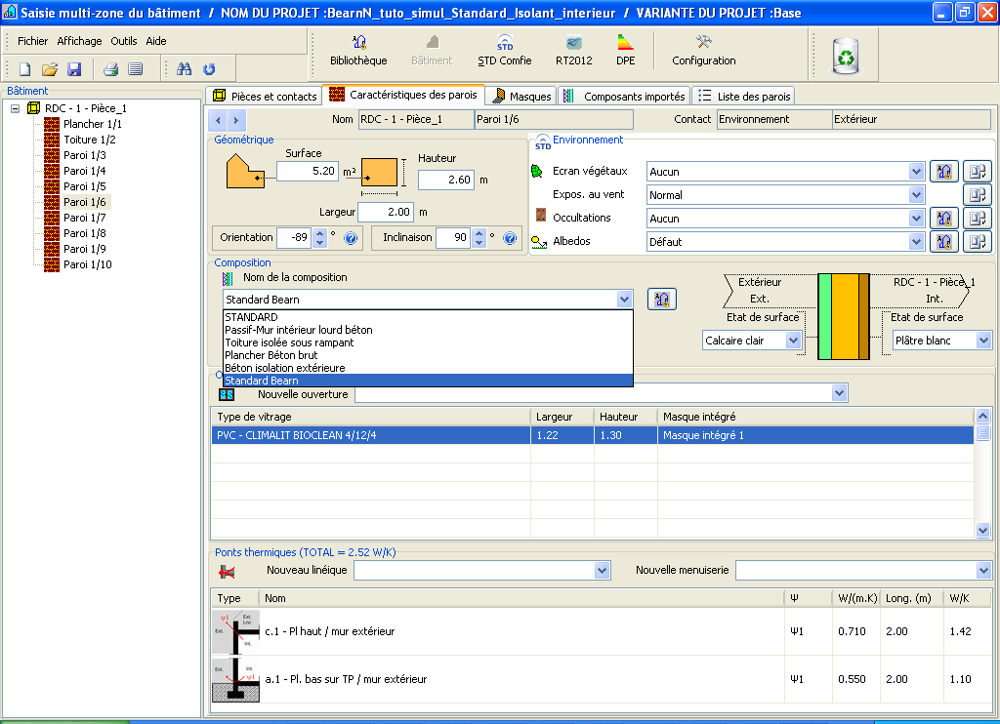 Saisie multi-zone du bâtiment / NOM DU PROJET :BearnN_tuto_simul_Standard_Isolant_interieur / VARIANTE DU PROJET :Base
Fichier Affichage Outils Aide
Bibliothèque Bâtiment STD Comfie RT2012 DPE Configuration
Bâtiment
RDC - 1 - Pièce_1
Plancher 1/1
Toiture 1/2
Paroi 1/3
Paroi 1/4
Paroi 1/5
Paroi 1/6
Paroi 1/7
Paroi 1/8
Paroi 1/9
Paroi 1/10
Pièces et contacts Caractéristiques des parois Masques Composants importés Liste des parois
Nom RDC - 1 - Pièce_1 Paroi 1/6 Contact Environnement Extérieur
Géométrique
Surface
5.20 m²
Hauteur
2.60 m
Largeur 2.00 m
Orientation -89 ° Inclinaison 90 °
STD Environnement
Ecran végétaux Aucun
Expos. au vent Normal
Occultations Aucun
Albedos Défaut
Composition
Nom de la composition
Standard Bearn
STANDARD
Passif-Mur intérieur lourd béton
Toiture isolée sous rampant
Plancher Béton brut
Béton isolation extérieure
Standard Bearn
Extérieur
Ext.
RDC - 1 - Pièce_1
Int.
Etat de surface
Calcaire clair
Etat de surface
Plâtre blanc
Nouvelle ouverture
Type de vitrage Largeur Hauteur Masque intégré
PVC - CLIMALIT BIOCLEAN 4/12/4 1.22 1.30 Masque intégré 1
Ponts thermiques (TOTAL = 2.52 W/K)
Nouveau linéique Nouvelle menuiserie
Type Nom Ψ W/(m.K) Long. (m) W/K
Ψ1 Ext. Lnc Ext. Int.
c.1 - Pl haut / mur extérieur Ψ1 0.710 2.00 1.42
Ext. Int. Ψ1
a.1 - Pl. bas sur TP / mur extérieur Ψ1 0.550 2.00 1.10